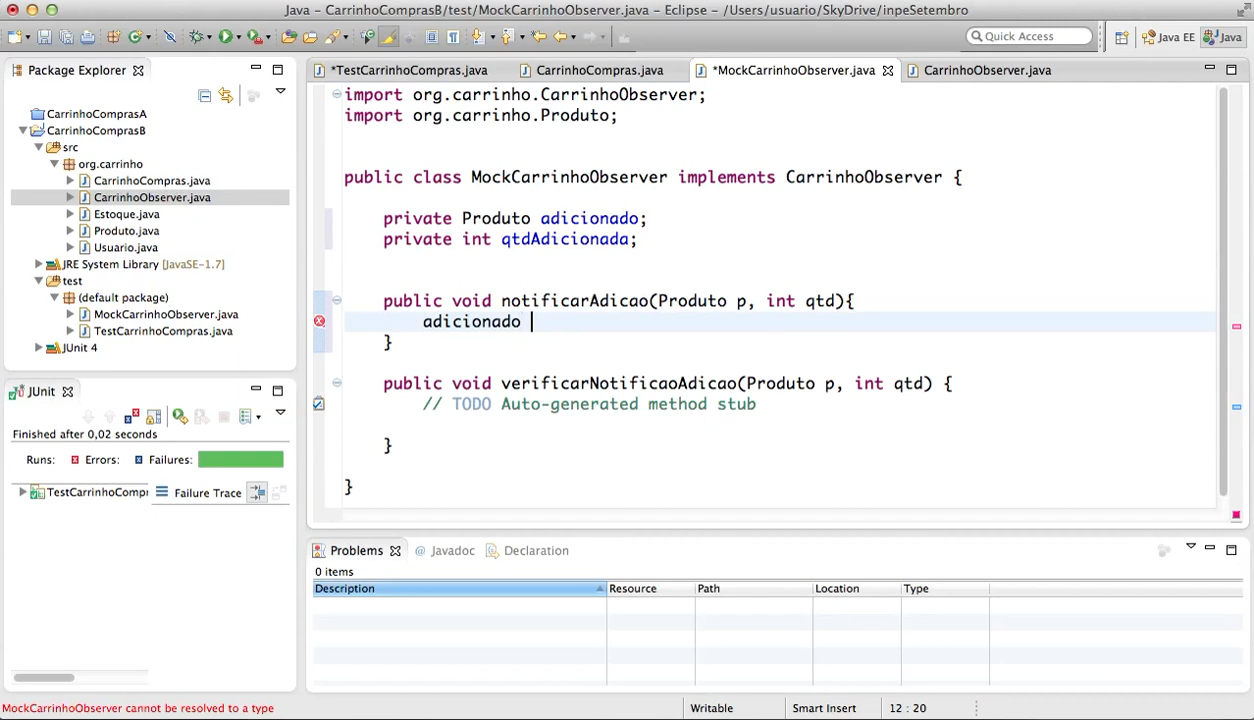 Java - CarrinhoComprasB/test/MockCarrinhoObserver.java - Eclipse - /Users/usuario/SkyDrive/inpeSetembro
Quick Access
Java EE
Java
Package Explorer
CarrinhoComprasA
CarrinhoComprasB
src
org.carrinho
CarrinhoCompras.java
CarrinhoObserver.java
Estoque.java
Produto.java
Usuario.java
JRE System Library [JavaSE-1.7]
test
(default package)
MockCarrinhoObserver.java
TestCarrinhoCompras.java
JUnit 4
JUnit
Finished after 0,02 seconds
Runs: Errors: Failures:
TestCarrinhoCompr
Failure Trace
*TestCarrinhoCompras.java
CarrinhoCompras.java
*MockCarrinhoObserver.java
CarrinhoObserver.java
import org.carrinho.CarrinhoObserver;
import org.carrinho.Produto;
public class MockCarrinhoObserver implements CarrinhoObserver {
private Produto adicionado;
private int qtdAdicionada;
public void notificarAdicao(Produto p, int qtd){
adicionado
}
public void verificarNotificaoAdicao(Produto p, int qtd) {
// TODO Auto-generated method stub
}
}
Problems
@ Javadoc
Declaration
0 items
Description Resource Path Location Type
MockCarrinhoObserver cannot be resolved to a type
Writable
Smart Insert
12 : 20